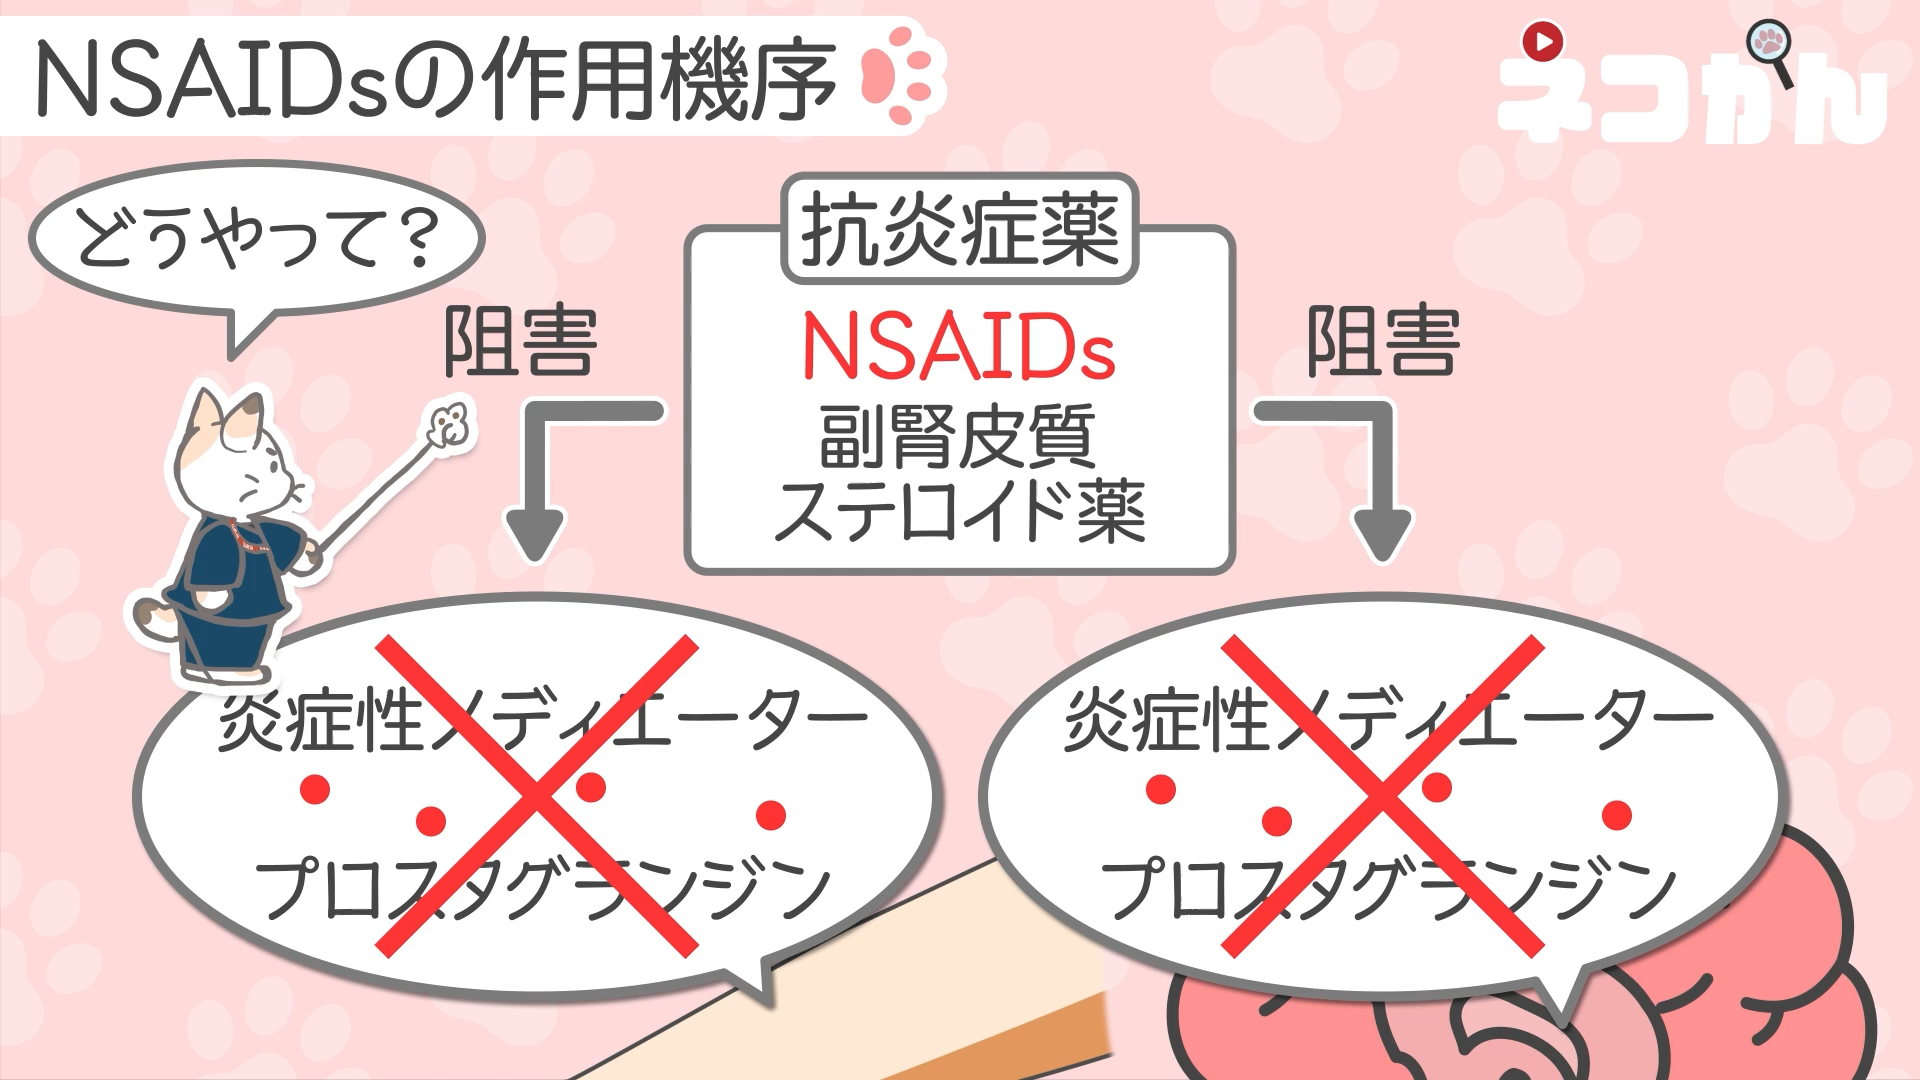 NSAIDsの作用機序
ネコかん
どうやって？
抗炎症薬
NSAIDs
副腎皮質
ステロイド薬
阻害
阻害
炎症性メディエーター
プロスタグランジン
炎症性メディエーター
プロスタグランジン